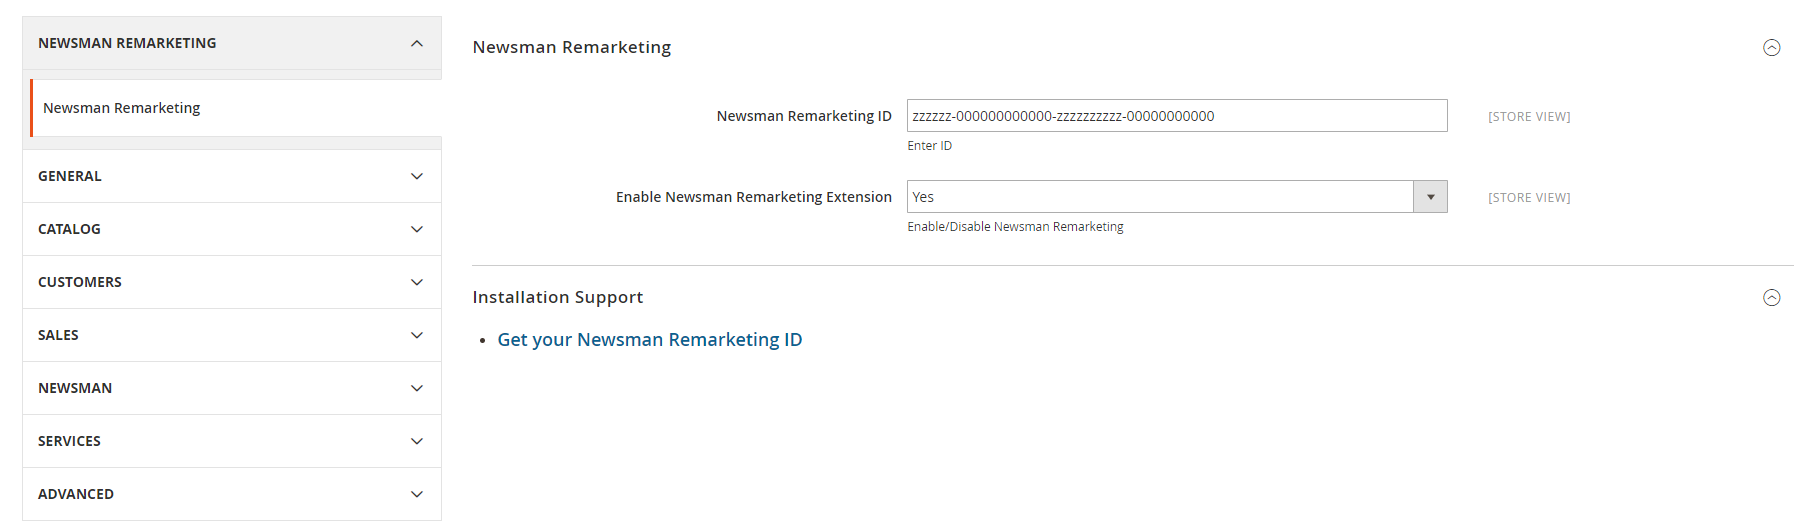 NEWSMAN REMARKETING
Newsman Remarketing
GENERAL
CATALOG
CUSTOMERS
SALES
NEWSMAN
SERVICES
ADVANCED
Newsman Remarketing
Newsman Remarketing ID zzzzzz-000000000000-zzzzzzzzzz-00000000000 [STORE VIEW]
Enter ID
Enable Newsman Remarketing Extension Yes [STORE VIEW]
Enable/Disable Newsman Remarketing
Installation Support
• Get your Newsman Remarketing ID